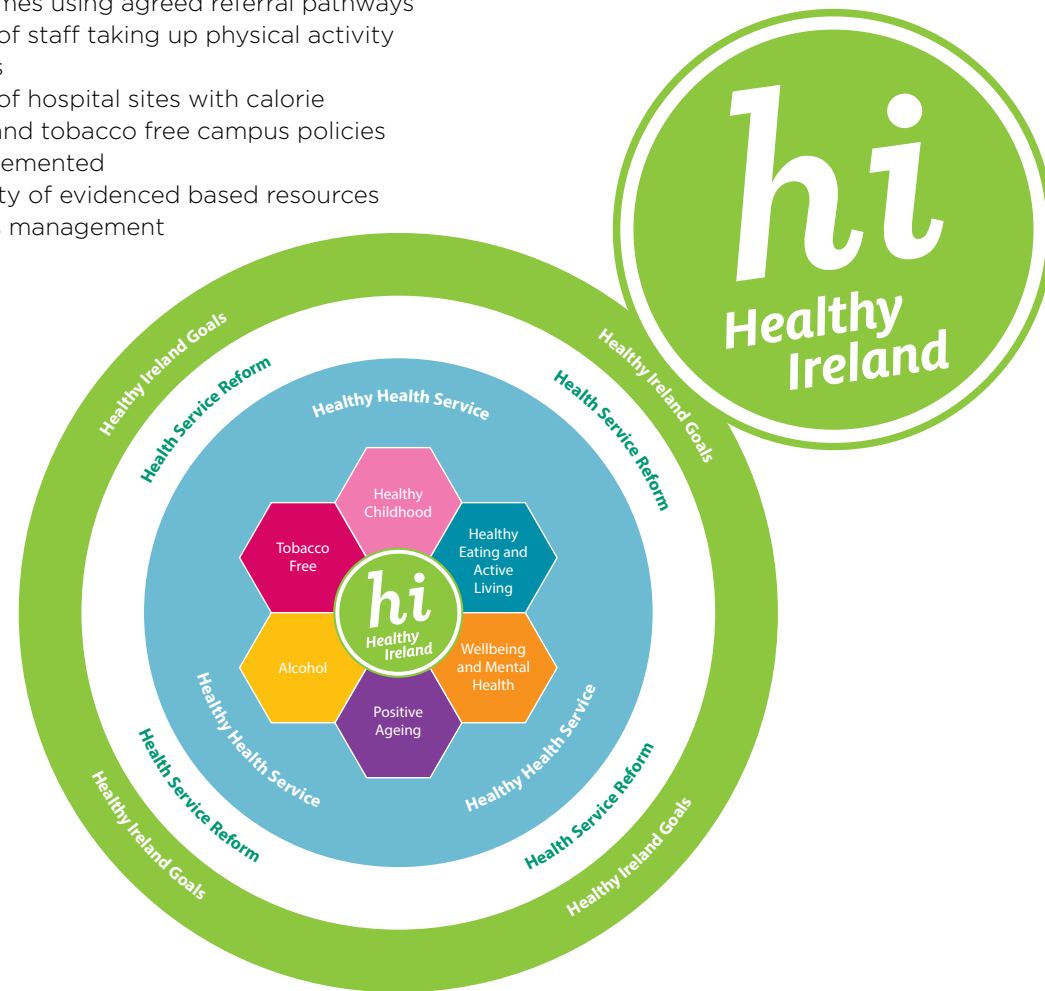 mes using agreed referral pathways
of staff taking up physical activity
s
of hospital sites with calorie
and tobacco free campus policies
emented
ty of evidenced based resources
s management
hi
Healthy
Ireland
Healthy Ireland Goals
Healthy Ireland Goals
Health Service Reform
Health Service Reform
Healthy Health Service
Healthy
Childhood
Tobacco
Free
Healthy
Eating and
Active
Living
hi
Healthy
Ireland
Alcohol
Wellbeing
and Mental
Health
Positive
Ageing
Healthy Health Service
Healthy Health Service
Health Service Reform
Health Service Reform
Healthy Ireland Goals
Healthy Ireland Goals